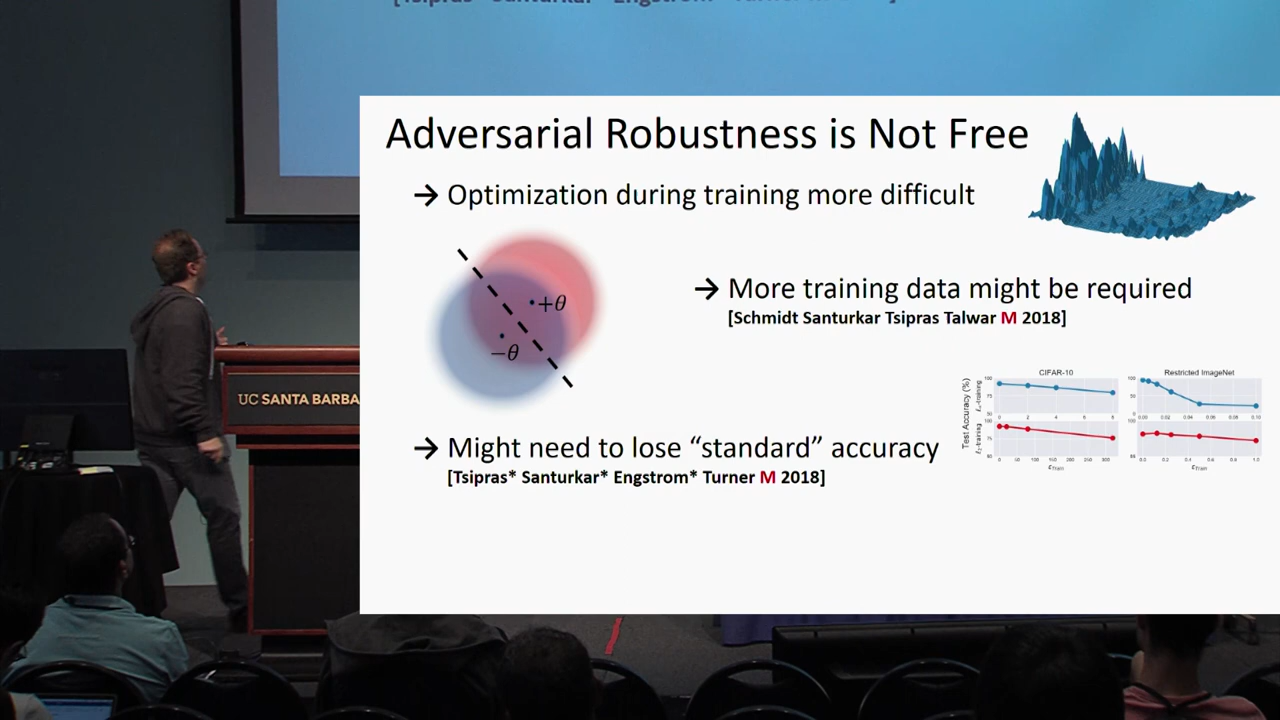 Adversarial Robustness is Not Free
→ Optimization during training more difficult
+θ
−θ
→ More training data might be required
[Schmidt Santurkar Tsipras Talwar M 2018]
UC SANTA BARBA
→ Might need to lose “standard” accuracy
[Tsipras* Santurkar* Engstrom* Turner M 2018]
CIFAR-10
Restricted ImageNet
Test Accuracy (%)